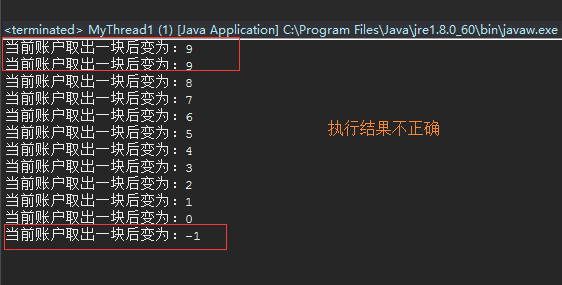 <terminated> MyThread1 (1) [Java Application] C:\Program Files\Java\jre1.8.0_60\bin\javaw.exe
当前账户取出一块后变为：9
当前账户取出一块后变为：9
当前账户取出一块后变为：8
当前账户取出一块后变为：7
当前账户取出一块后变为：6
当前账户取出一块后变为：5
当前账户取出一块后变为：4
当前账户取出一块后变为：3
当前账户取出一块后变为：2
当前账户取出一块后变为：1
当前账户取出一块后变为：0
当前账户取出一块后变为：-1
执行结果不正确